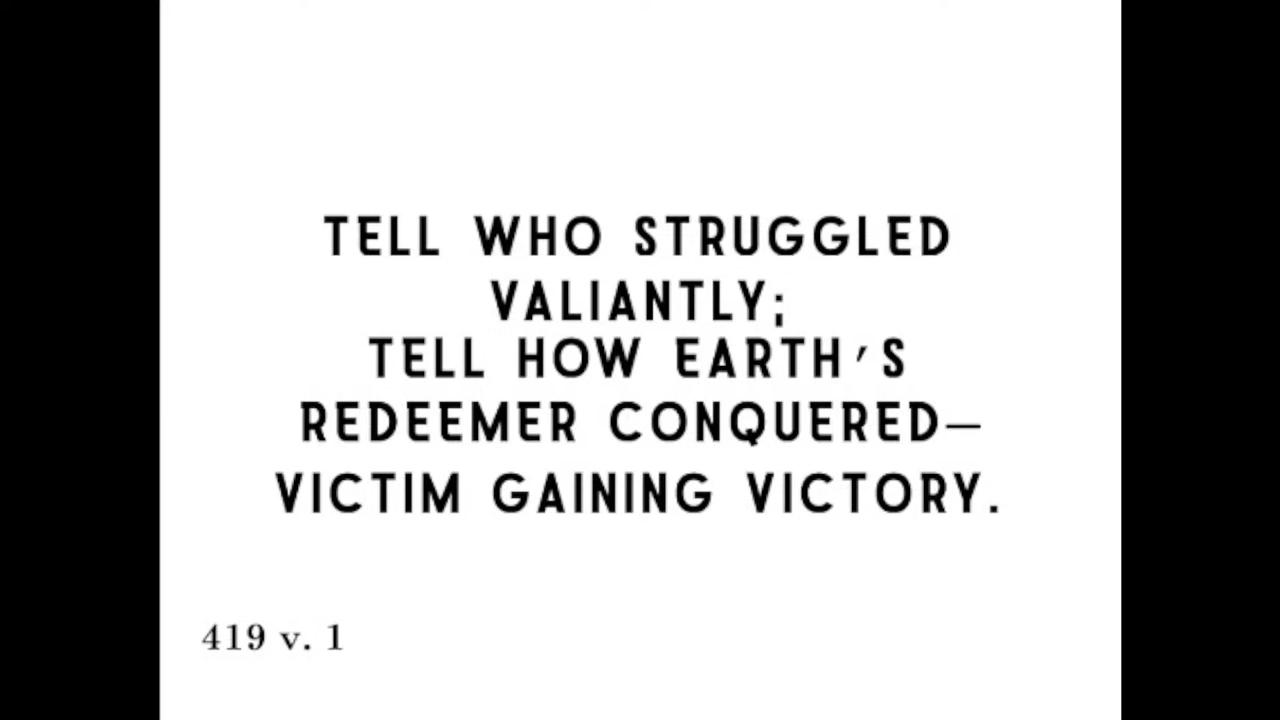 TELL WHO STRUGGLED
VALIANTLY;
TELL HOW EARTH'S
REDEEMER CONQUERED—
VICTIM GAINING VICTORY.
419 v. 1